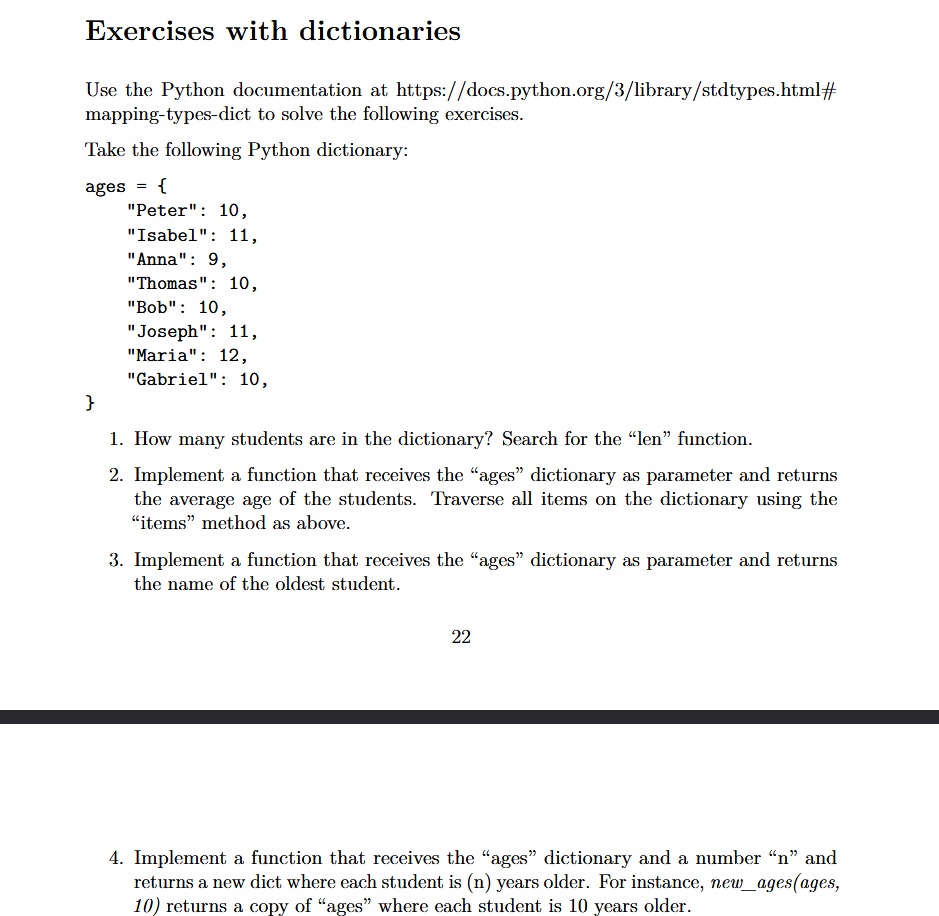 Exercises with dictionaries
Use the Python documentation at https://docs.python.org/3/library/stdtypes.html#
mapping-types-dict to solve the following exercises.
Take the following Python dictionary:
ages = {
    "Peter": 10,
    "Isabel": 11,
    "Anna": 9,
    "Thomas": 10,
    "Bob": 10,
    "Joseph": 11,
    "Maria": 12,
    "Gabriel": 10,
}
1. How many students are in the dictionary? Search for the “len” function.
2. Implement a function that receives the “ages” dictionary as parameter and returns
the average age of the students. Traverse all items on the dictionary using the
“items” method as above.
3. Implement a function that receives the “ages” dictionary as parameter and returns
the name of the oldest student.
22
4. Implement a function that receives the “ages” dictionary and a number “n” and
returns a new dict where each student is (n) years older. For instance, new_ages(ages,
10) returns a copy of “ages” where each student is 10 years older.